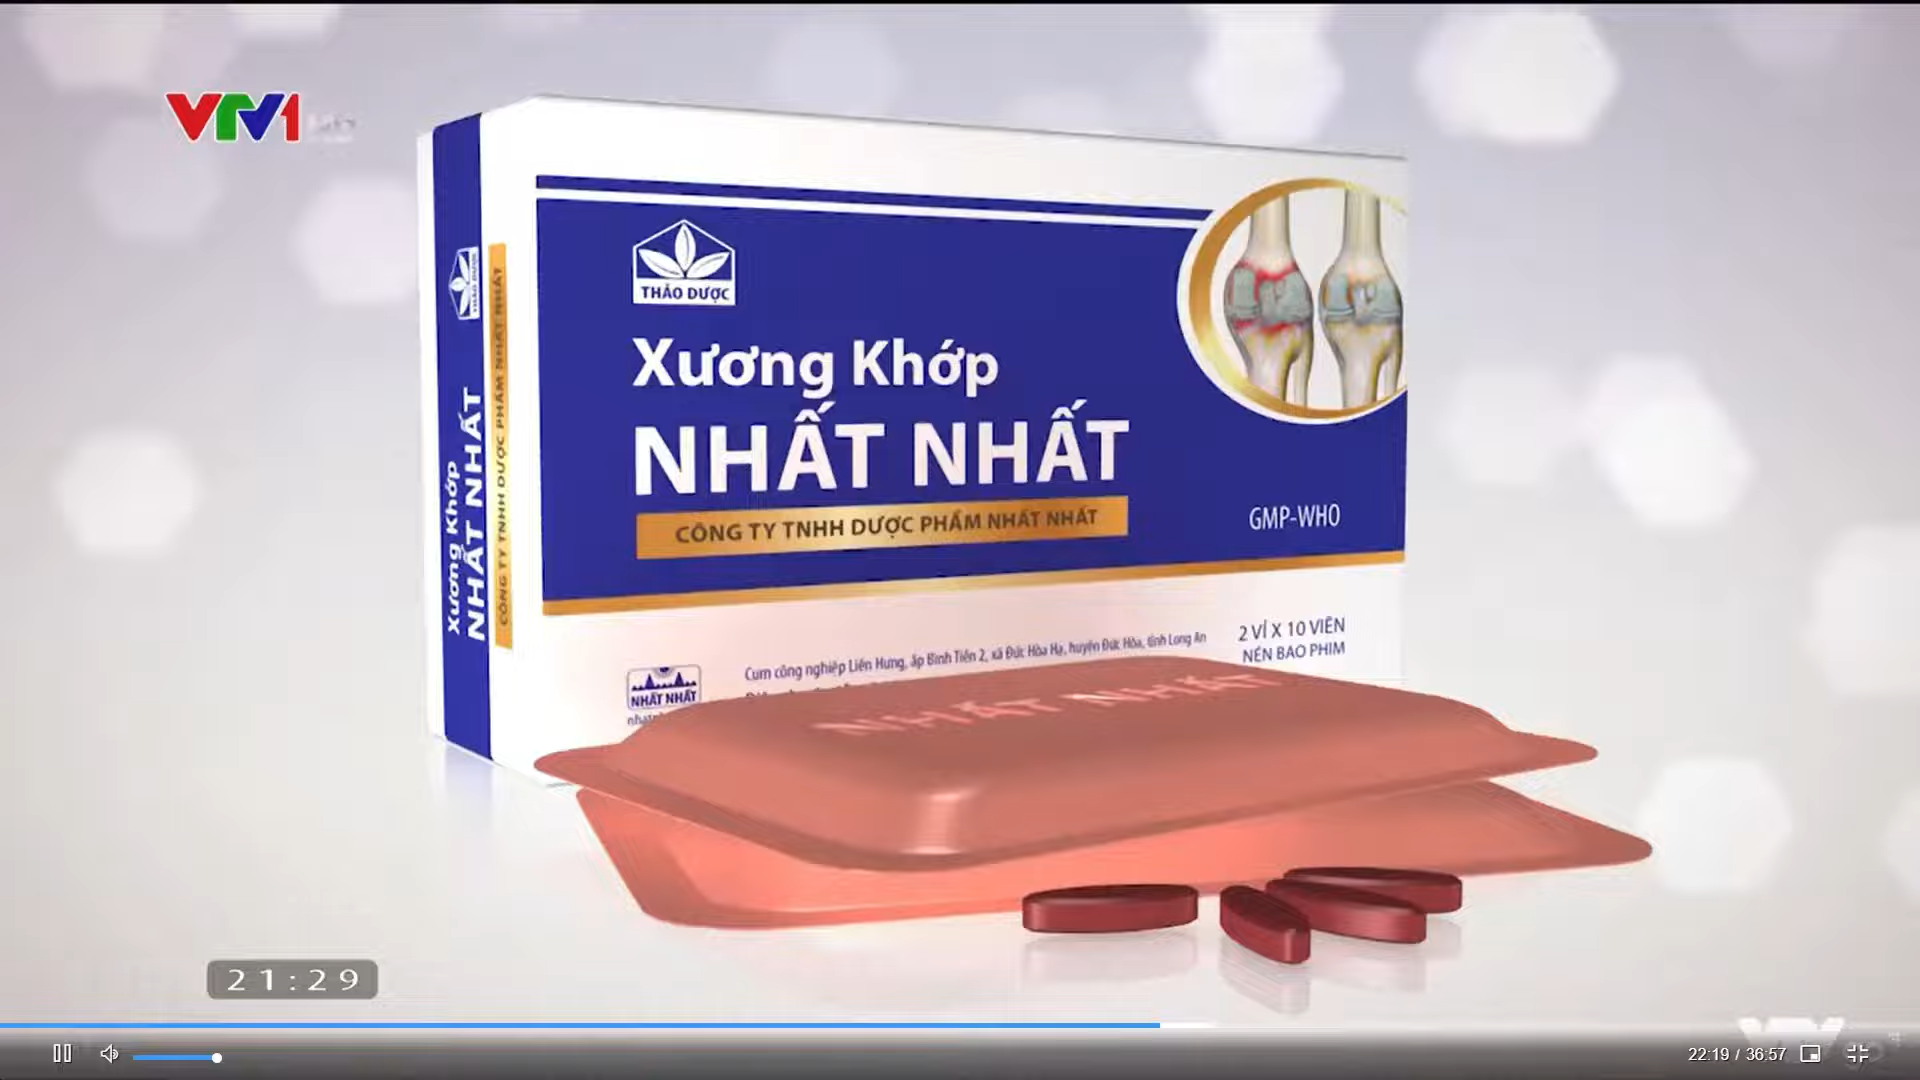 VTV1
THẢO DƯỢC
Xương Khớp
NHẤT NHẤT
CÔNG TY TNHH DƯỢC PHẨM NHẤT NHẤT
GMP-WHO
2 VỈ X 10 VIÊN
NÉN BAO PHIM
Cụm công nghiệp Liên Hưng, ấp Bình Tiền 2, xã Đức Hòa Hạ, huyện Đức Hòa, tỉnh Long An
NHẤT NHẤT
THẢO DƯỢC
Xương Khớp
NHẤT NHẤT
CÔNG TY TNHH DƯỢC PHẨM NHẤT NHẤT
NHẤT NHẤT
21:29
22:19 / 36:57